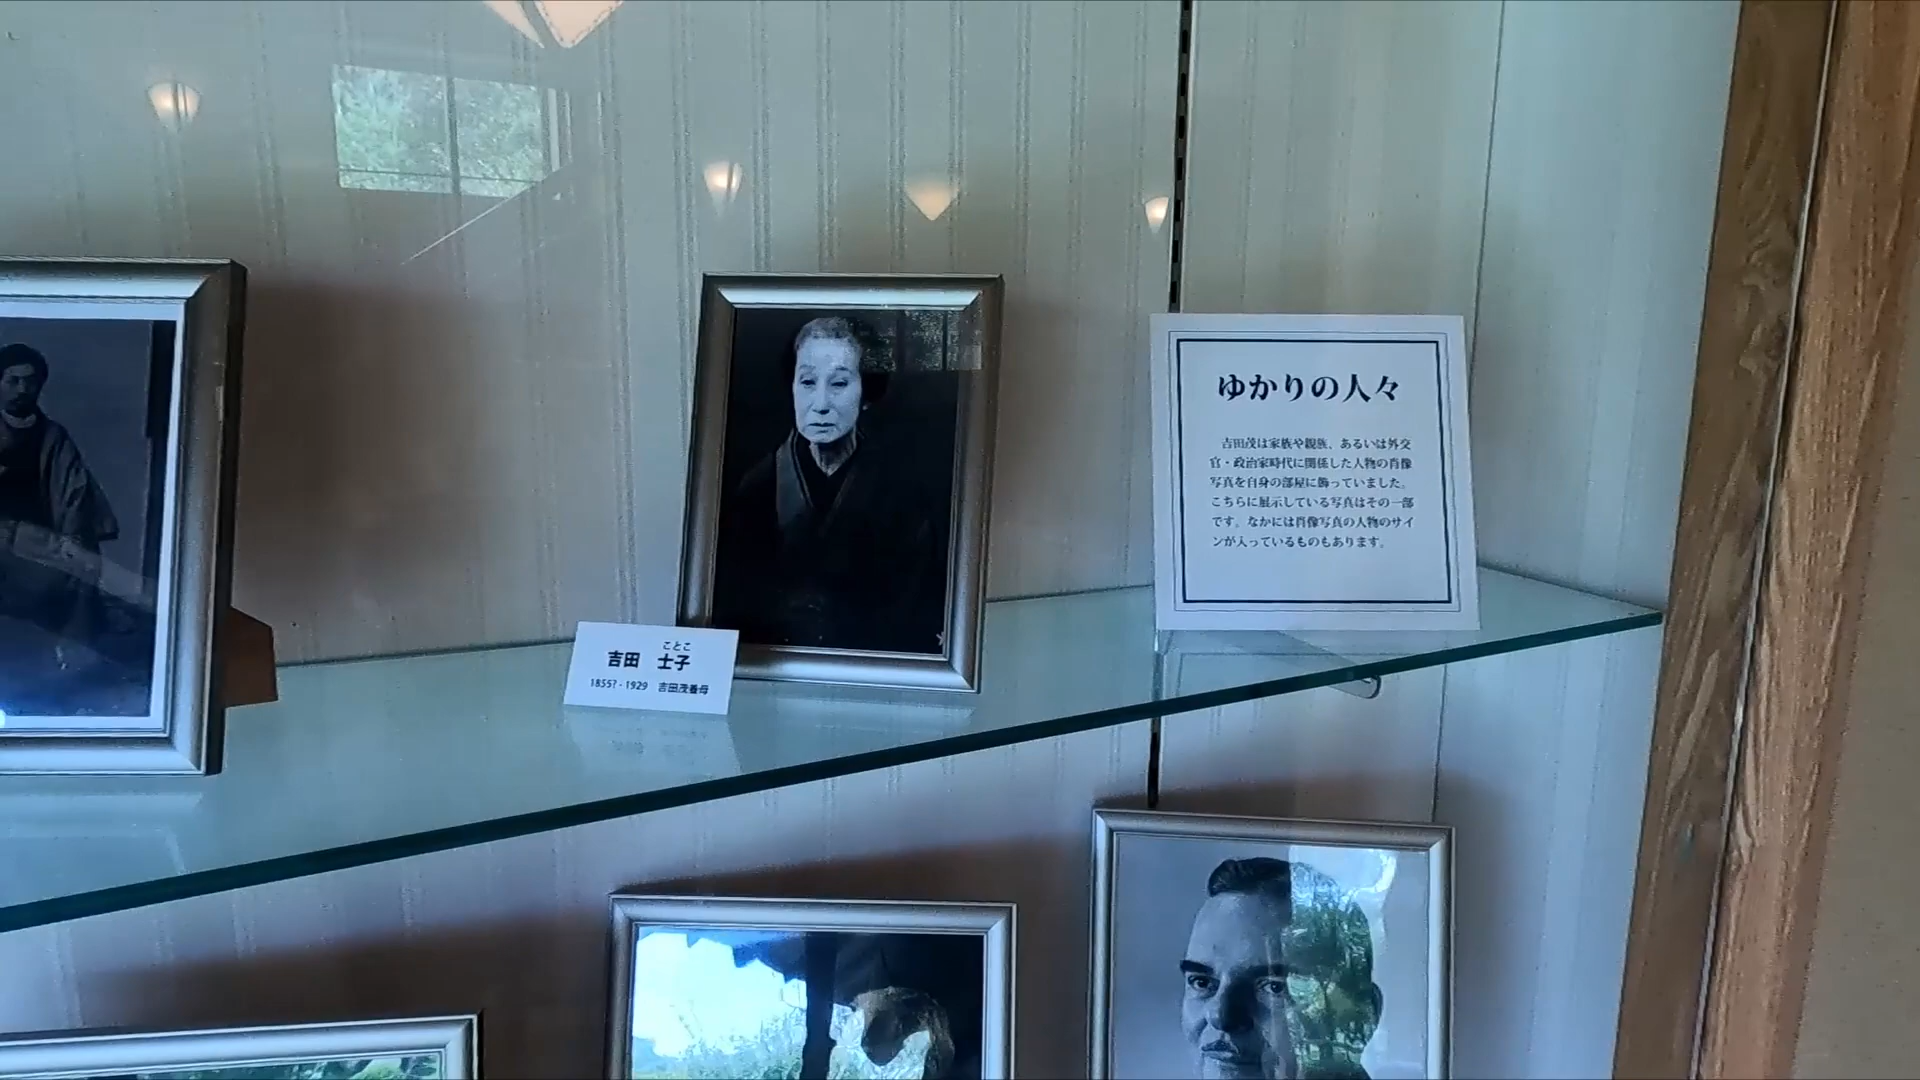 ゆかりの人々
吉田茂は家族や親族、あるいは外交
官・政治家時代に関係した人物の肖像
写真を自身の部屋に飾っていました。
こちらに展示している写真はその一部
です。なかには肖像写真の人物のサイ
ンが入っているものもあります。
ことこ
吉田 士子
1855? - 1929 吉田茂養母